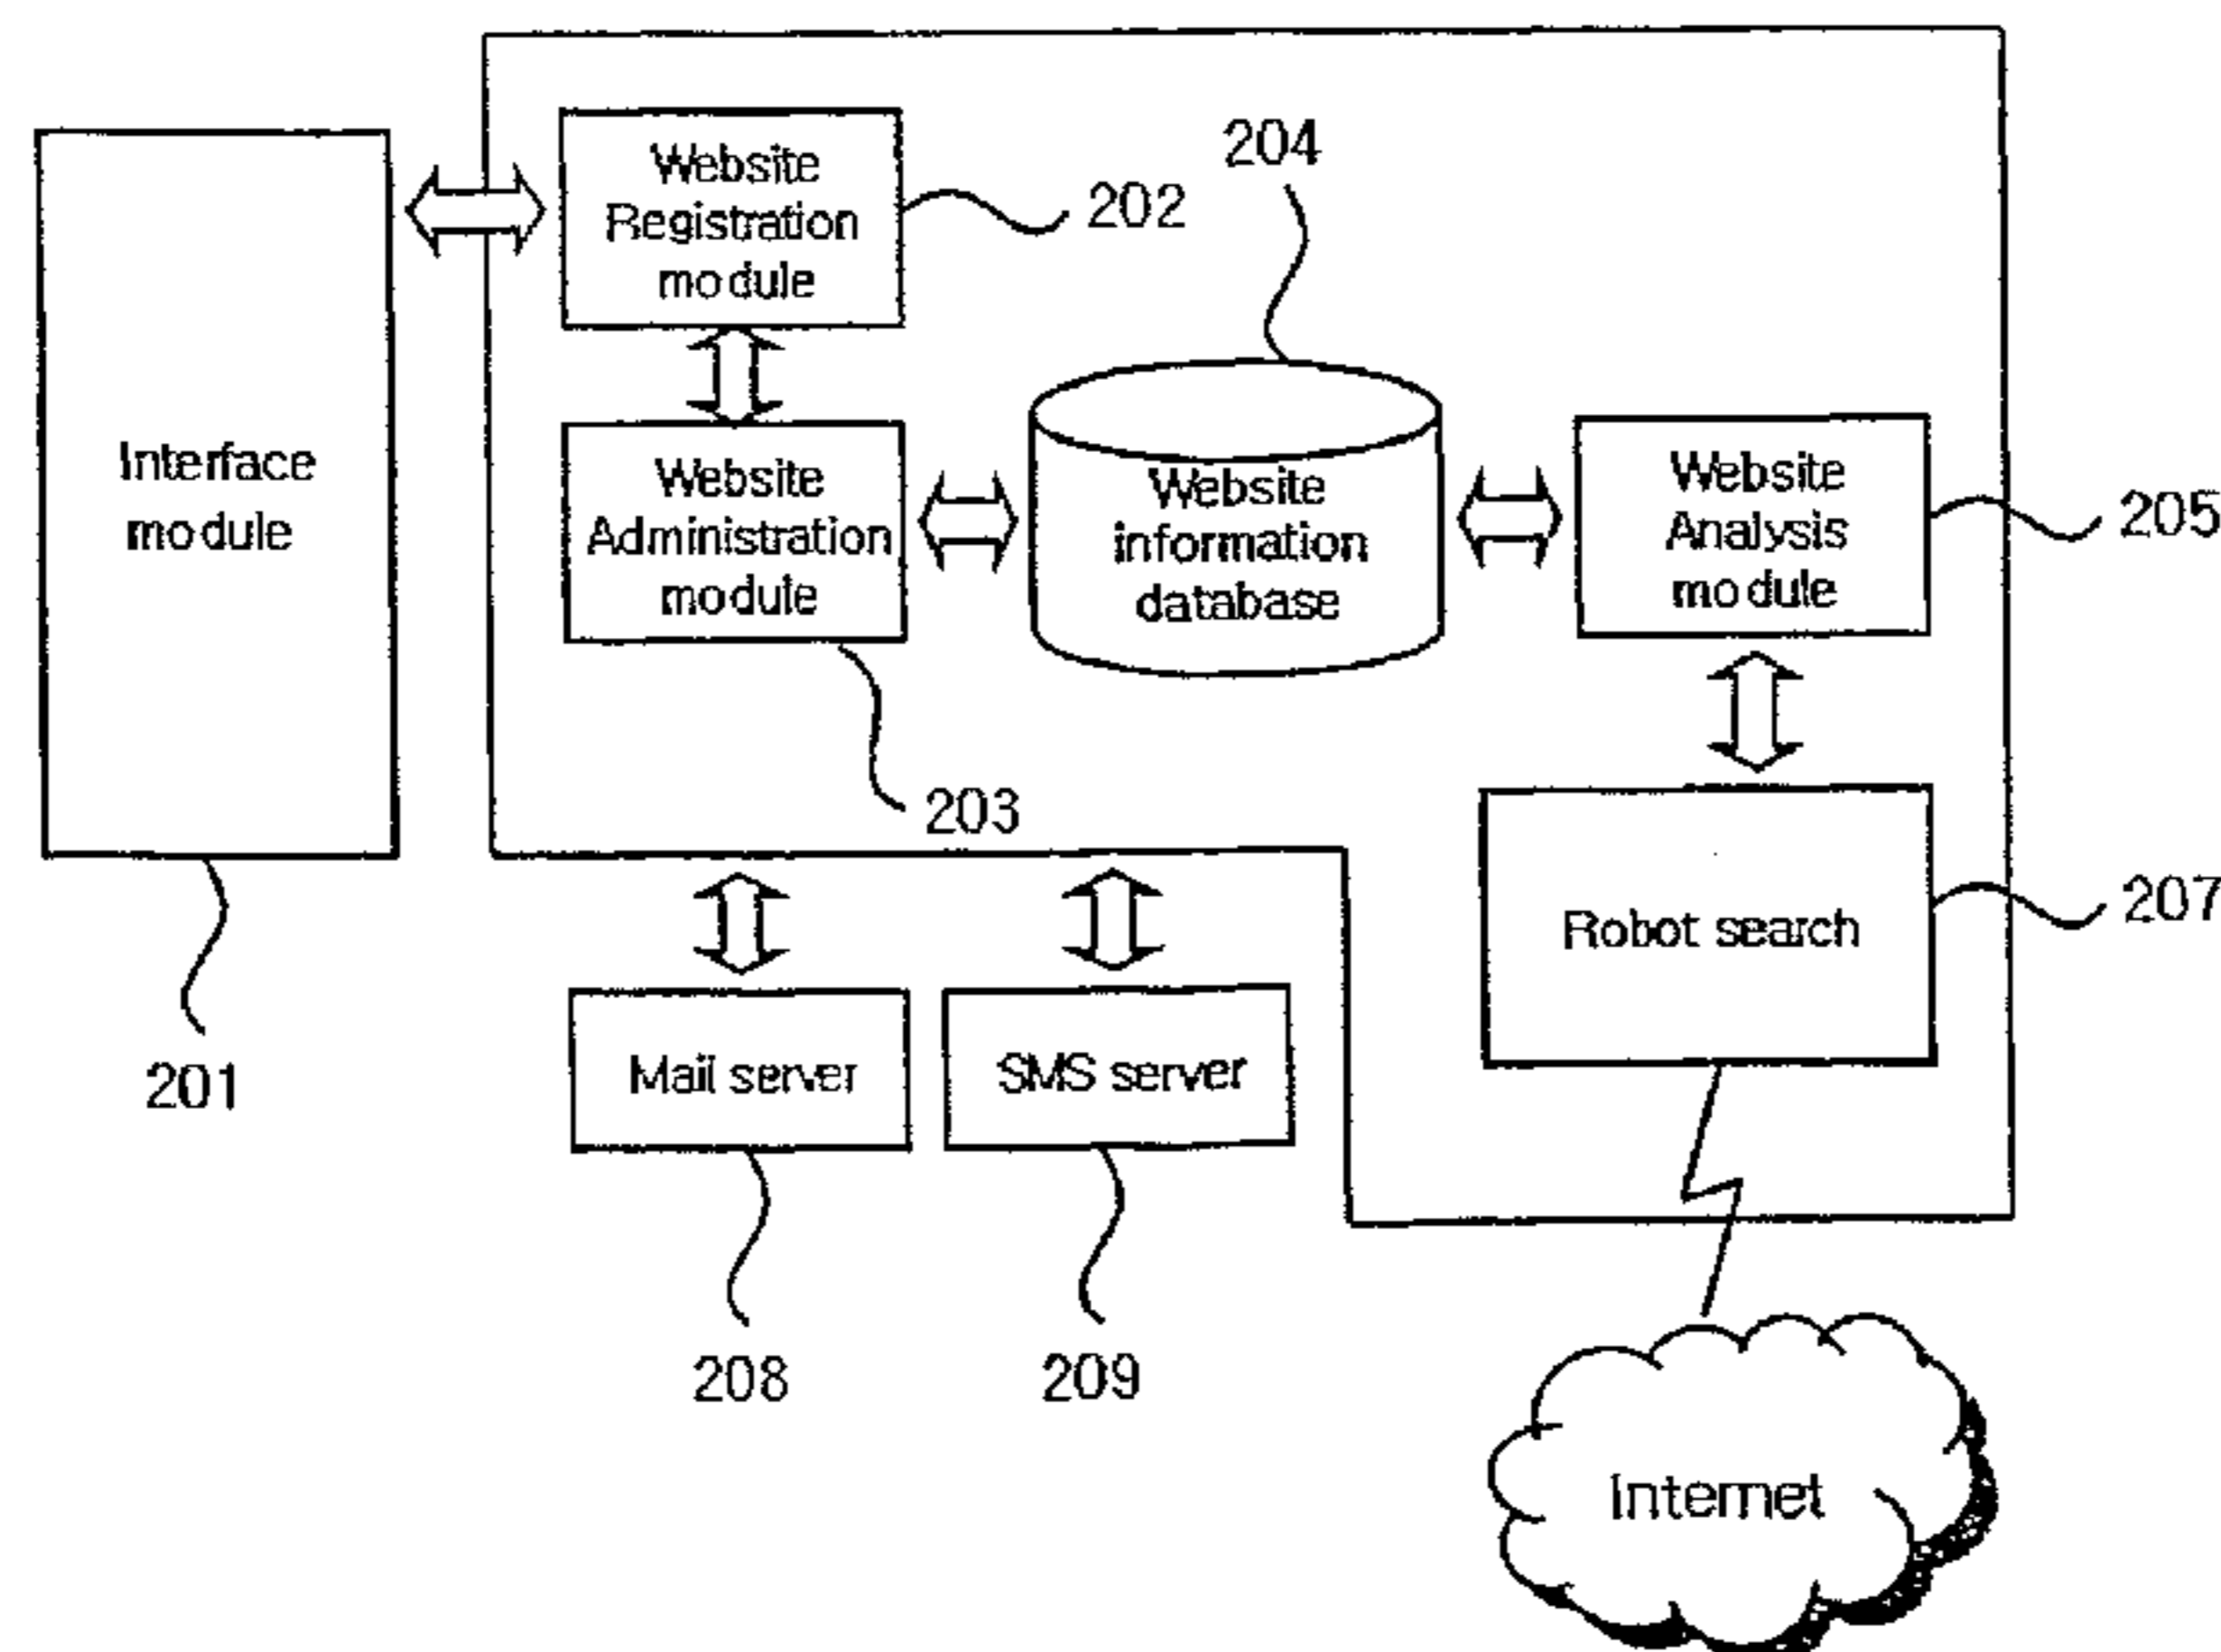 Website
Registration
module
202
204
Interface
module
Website
Administration
module
Website
information
database
Website
Analysis
module
205
203
Robot search
207
201
Mail server
SMS server
208
209
Internet